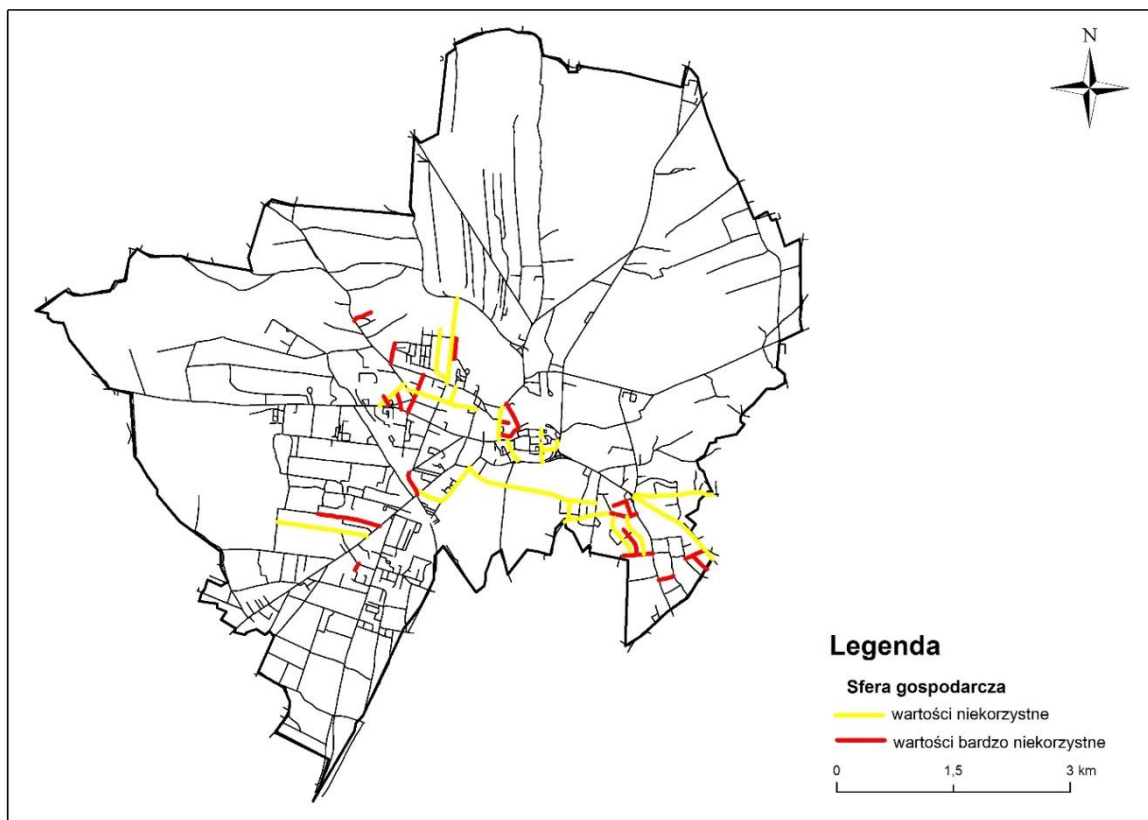 N
Legenda
Sfera gospodarcza
wartości niekorzystne
wartości bardzo niekorzystne
0 1,5 3 km